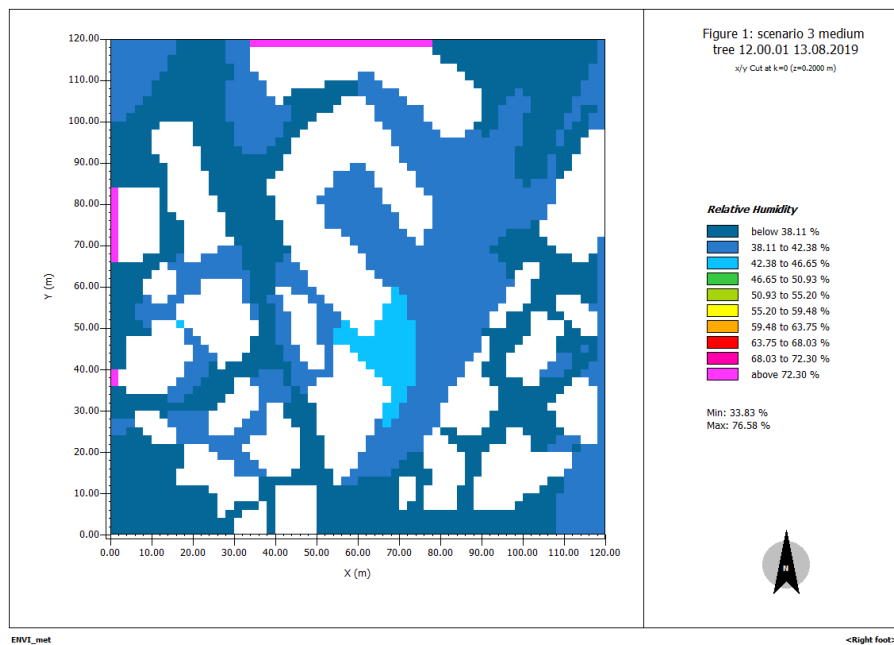 Figure 1: scenario 3 medium
tree 12.00.01 13.08.2019
x/y Cut at k=0 (z=0.2000 m)
120.00
110.00
100.00
90.00
80.00
70.00
60.00
50.00
40.00
30.00
20.00
10.00
0.00
Y (m)
0.00 10.00 20.00 30.00 40.00 50.00 60.00 70.00 80.00 90.00 100.00 120.00
X (m)
Relative Humidity
below 38.11 %
38.11 to 42.38 %
42.38 to 46.65 %
46.65 to 50.93 %
50.93 to 55.20 %
55.20 to 59.48 %
59.48 to 63.75 %
63.75 to 68.03 %
68.03 to 72.30 %
above 72.30 %
Min: 33.83 %
Max: 76.58 %
N
ENVI_met
<Right foot>